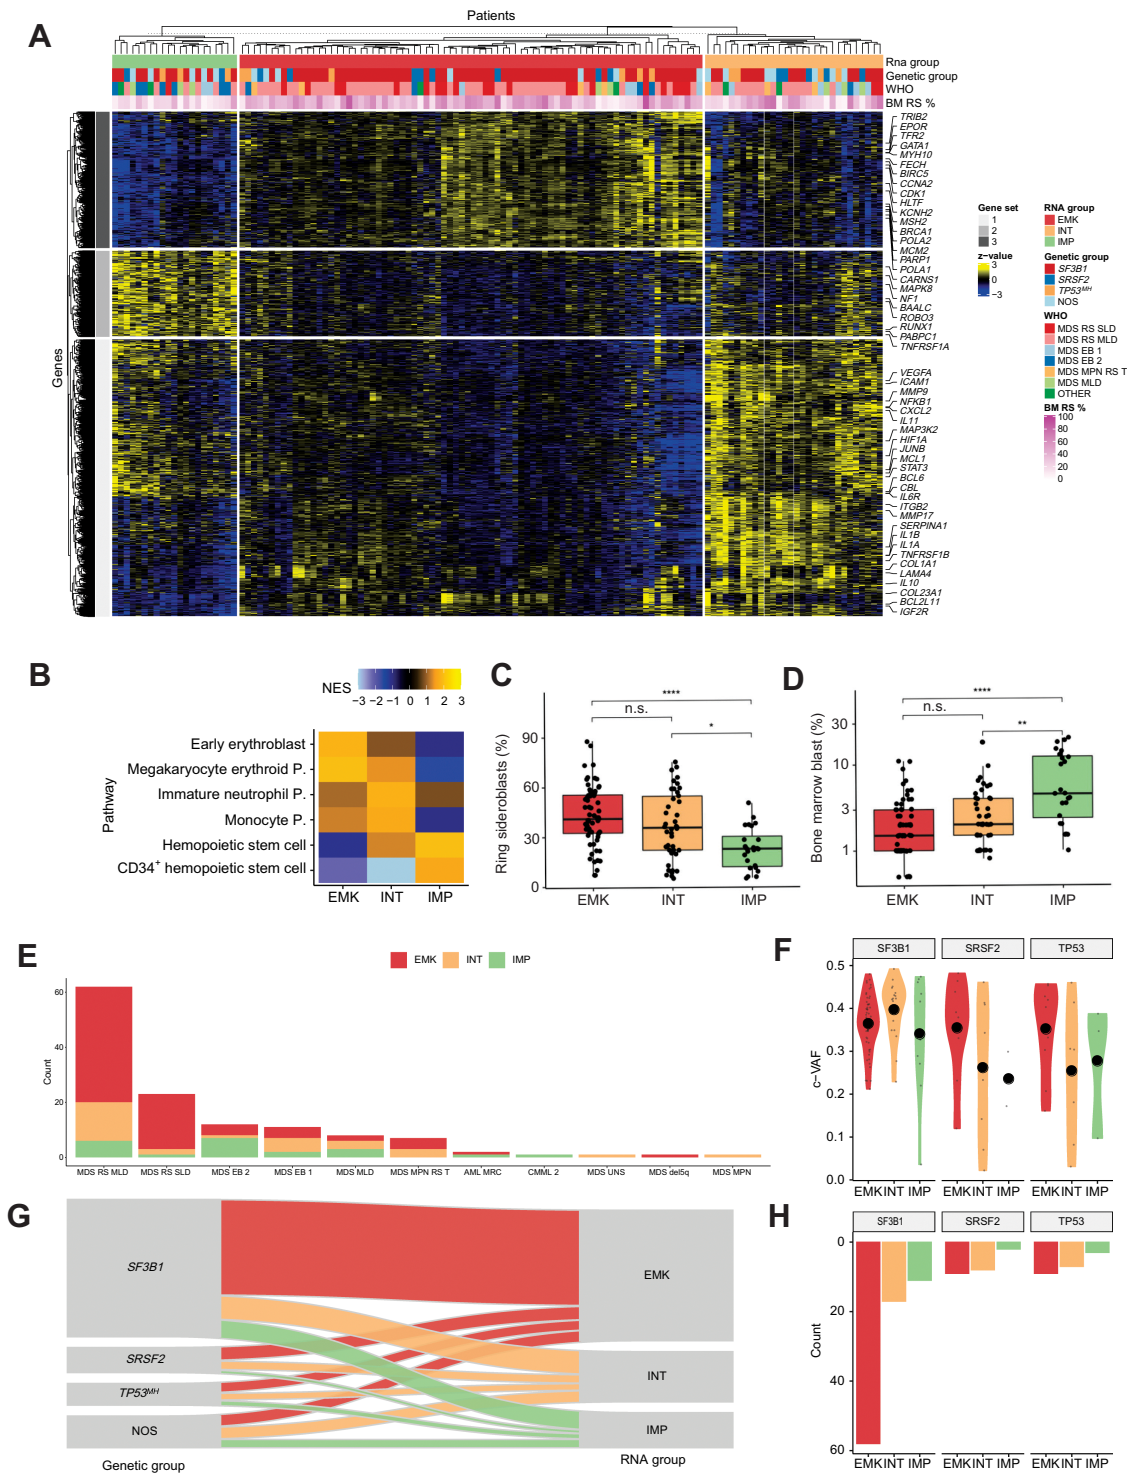 A
Patients
Rna group
Genetic group
WHO
BM RS %
Genes
TRIB2
EPOR
TFR2
GATA1
MYH10
FECH
BIRC5
CCNA2
CDK1
HLTF
KCNH2
MSH2
BRCA1
POLA2
MCM2
PARP1
POLA1
CARNS1
MAPK8
NF1
BAALC
ROBO3
RUNX1
PABPC1
TNFRSF1A
VEGFA
ICAM1
MMP9
NFKB1
CXCL2
IL11
MAP3K2
HIF1A
JUNB
MCL1
STAT3
BCL6
CBL
IL6R
ITGB2
MMP17
SERPINA1
IL1B
IL1A
TNFRSF1B
COL1A1
LAMA4
IL10
COL23A1
BCL2L11
IGF2R
Gene set
1
2
3
z-value
3
0
−3
RNA group
EMK
INT
IMP
Genetic group
SF3B1
SRSF2
TP53MH
NOS
WHO
MDS RS SLD
MDS RS MLD
MDS EB 1
MDS EB 2
MDS MPN RS T
MDS MLD
OTHER
BM RS %
100
80
60
40
20
0
B
NES
−3 −2 −1 0 1 2 3
Pathway
Early erythroblast
Megakaryocyte erythroid P.
Immature neutrophil P.
Monocyte P.
Hemopoietic stem cell
CD34+ hemopoietic stem cell
EMK INT IMP
C
Ring sideroblasts (%)
90
60
30
0
****
n.s.
*
EMK INT IMP
D
Bone marrow blast (%)
30
10
3
1
****
n.s.
**
EMK INT IMP
E
EMK INT IMP
Count
60
40
20
0
MDS RS MLD MDS RS SLD MDS EB 2 MDS EB 1 MDS MLD MDS MPN RS T AML MRC CMML 2 MDS UNS MDS del5q MDS MPN
F
SF3B1 SRSF2 TP53
c-VAF
0.5
0.4
0.3
0.2
0.1
0.0
EMK INT IMP EMK INT IMP EMK INT IMP
G
SF3B1
SRSF2
TP53MH
NOS
EMK
INT
IMP
Genetic group
RNA group
H
SF3B1 SRSF2 TP53
Count
0
20
40
60
EMK INT IMP EMK INT IMP EMK INT IMP